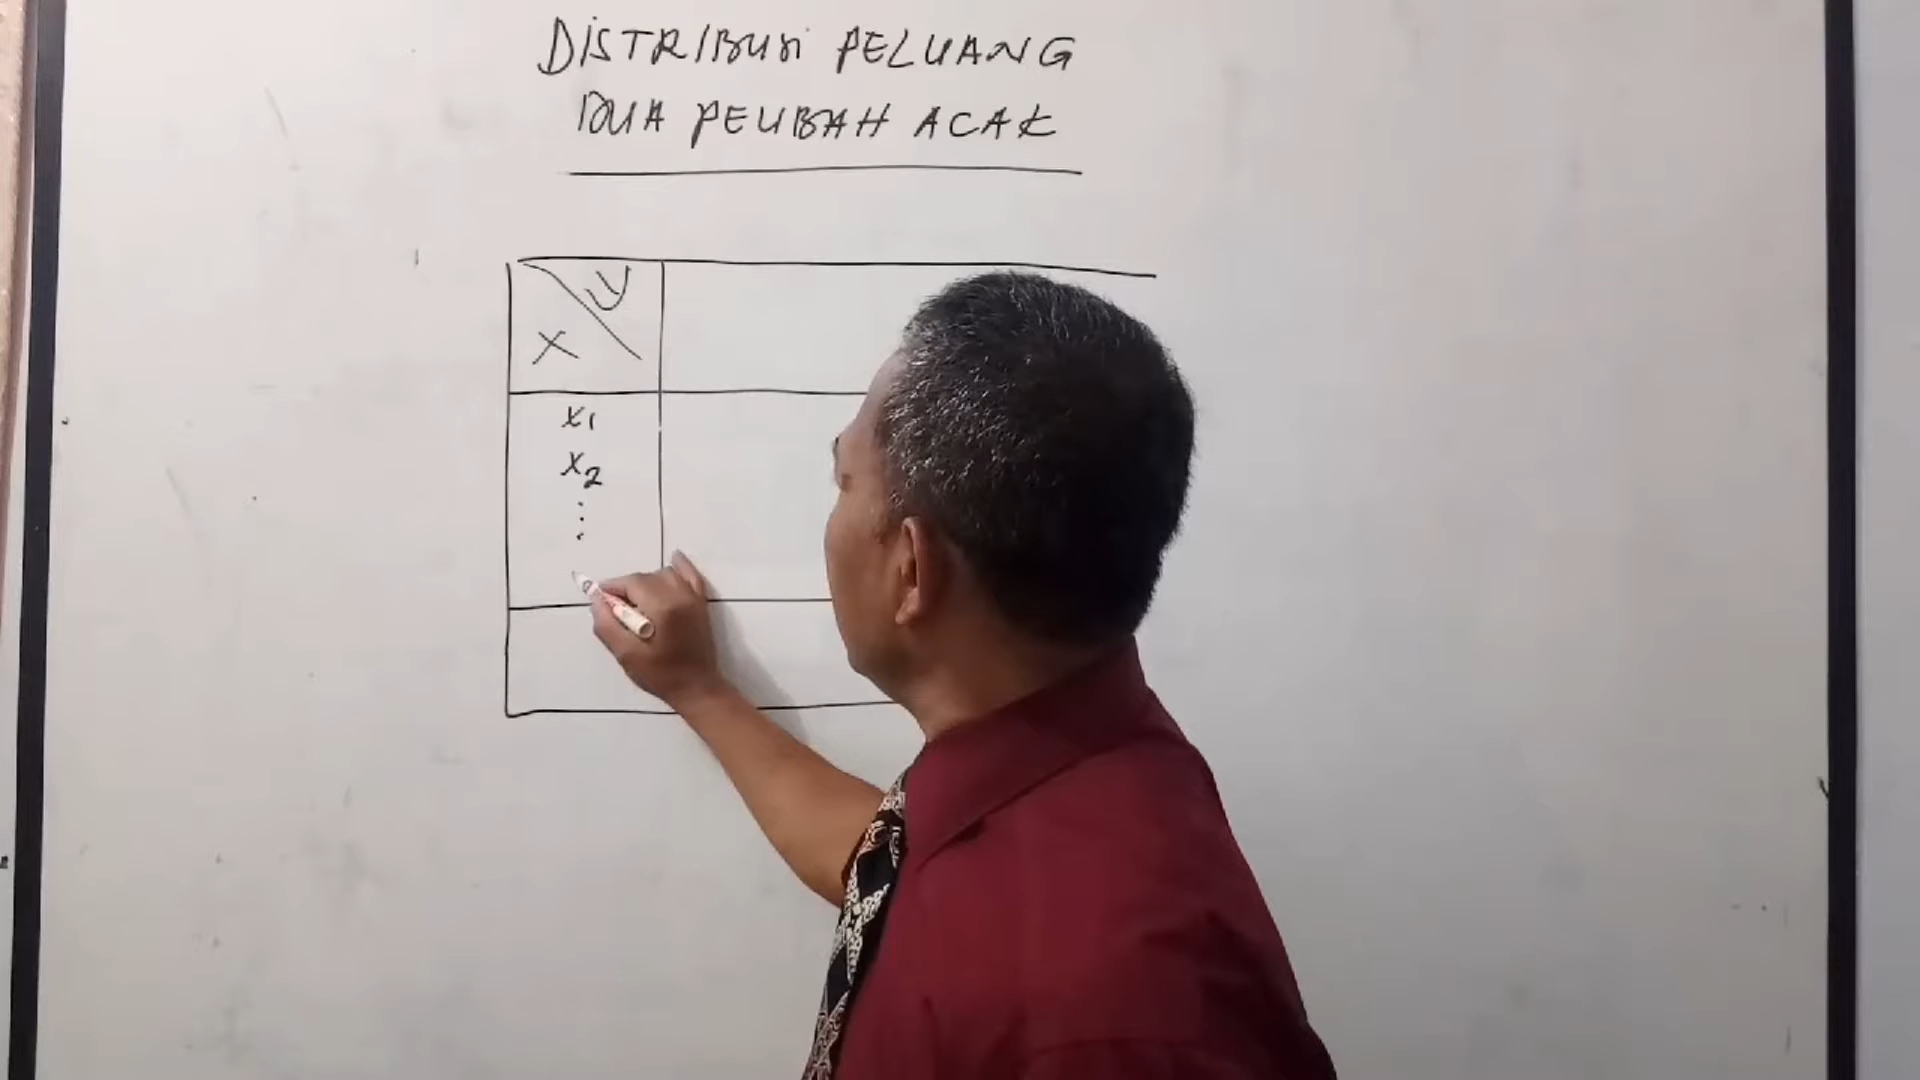 DISTRIBUSI PELUANG
DUA PEUBAH ACAK
Y
X
x1
x2
⋮